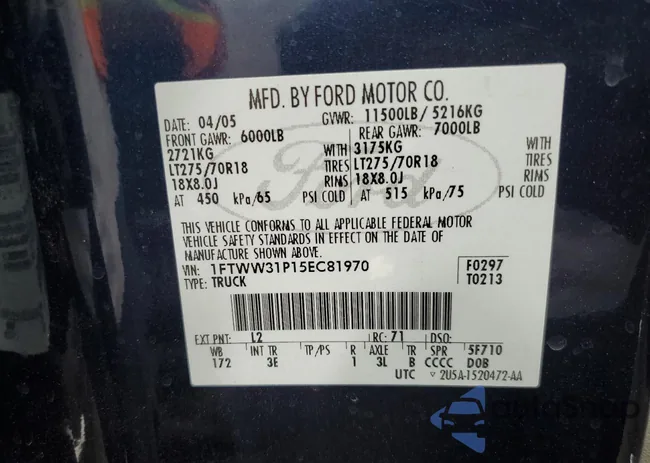 MFD. BY FORD MOTOR CO.
DATE: 04/05 GVWR: 11500LB/ 5216KG
FRONT GAWR: 6000LB REAR GAWR: 7000LB
2721KG WITH 3175KG WITH
LT275/70R18 TIRES LT275/70R18 TIRES
18X8.0J RIMS 18X8.0J RIMS
AT 450 kPa/65 PSI COLD AT 515 kPa/75 PSI COLD
THIS VEHICLE CONFORMS TO ALL APPLICABLE FEDERAL MOTOR
VEHICLE SAFETY STANDARDS IN EFFECT ON THE DATE OF
MANUFACTURE SHOWN ABOVE.
VIN: 1FTWW31P15EC81970 F0297
TYPE: TRUCK T0213
Ford
EXT PNT: L2 RC: 71 DSO:
WB INT TR TP/PS R AXLE TR SPR 5F710
172 3E 1 3L B CCCC DOB
UTC 2U5A-1520472-AA